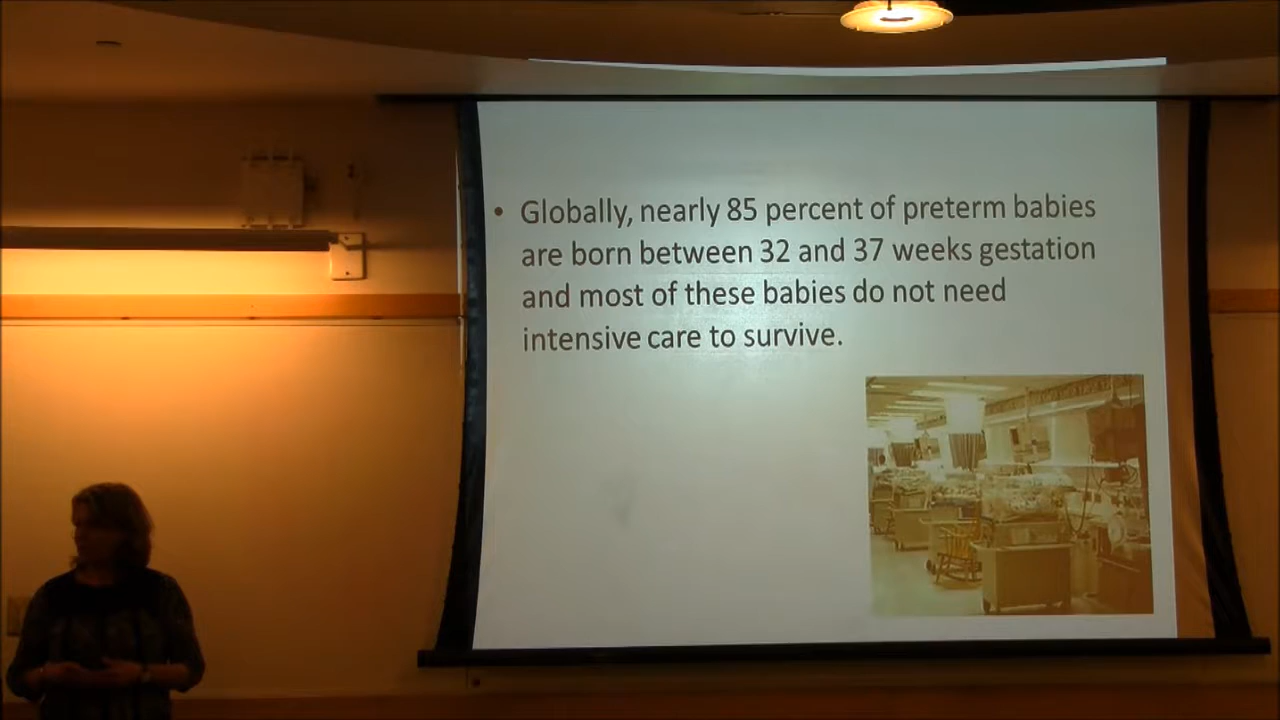 • Globally, nearly 85 percent of preterm babies
are born between 32 and 37 weeks gestation
and most of these babies do not need
intensive care to survive.